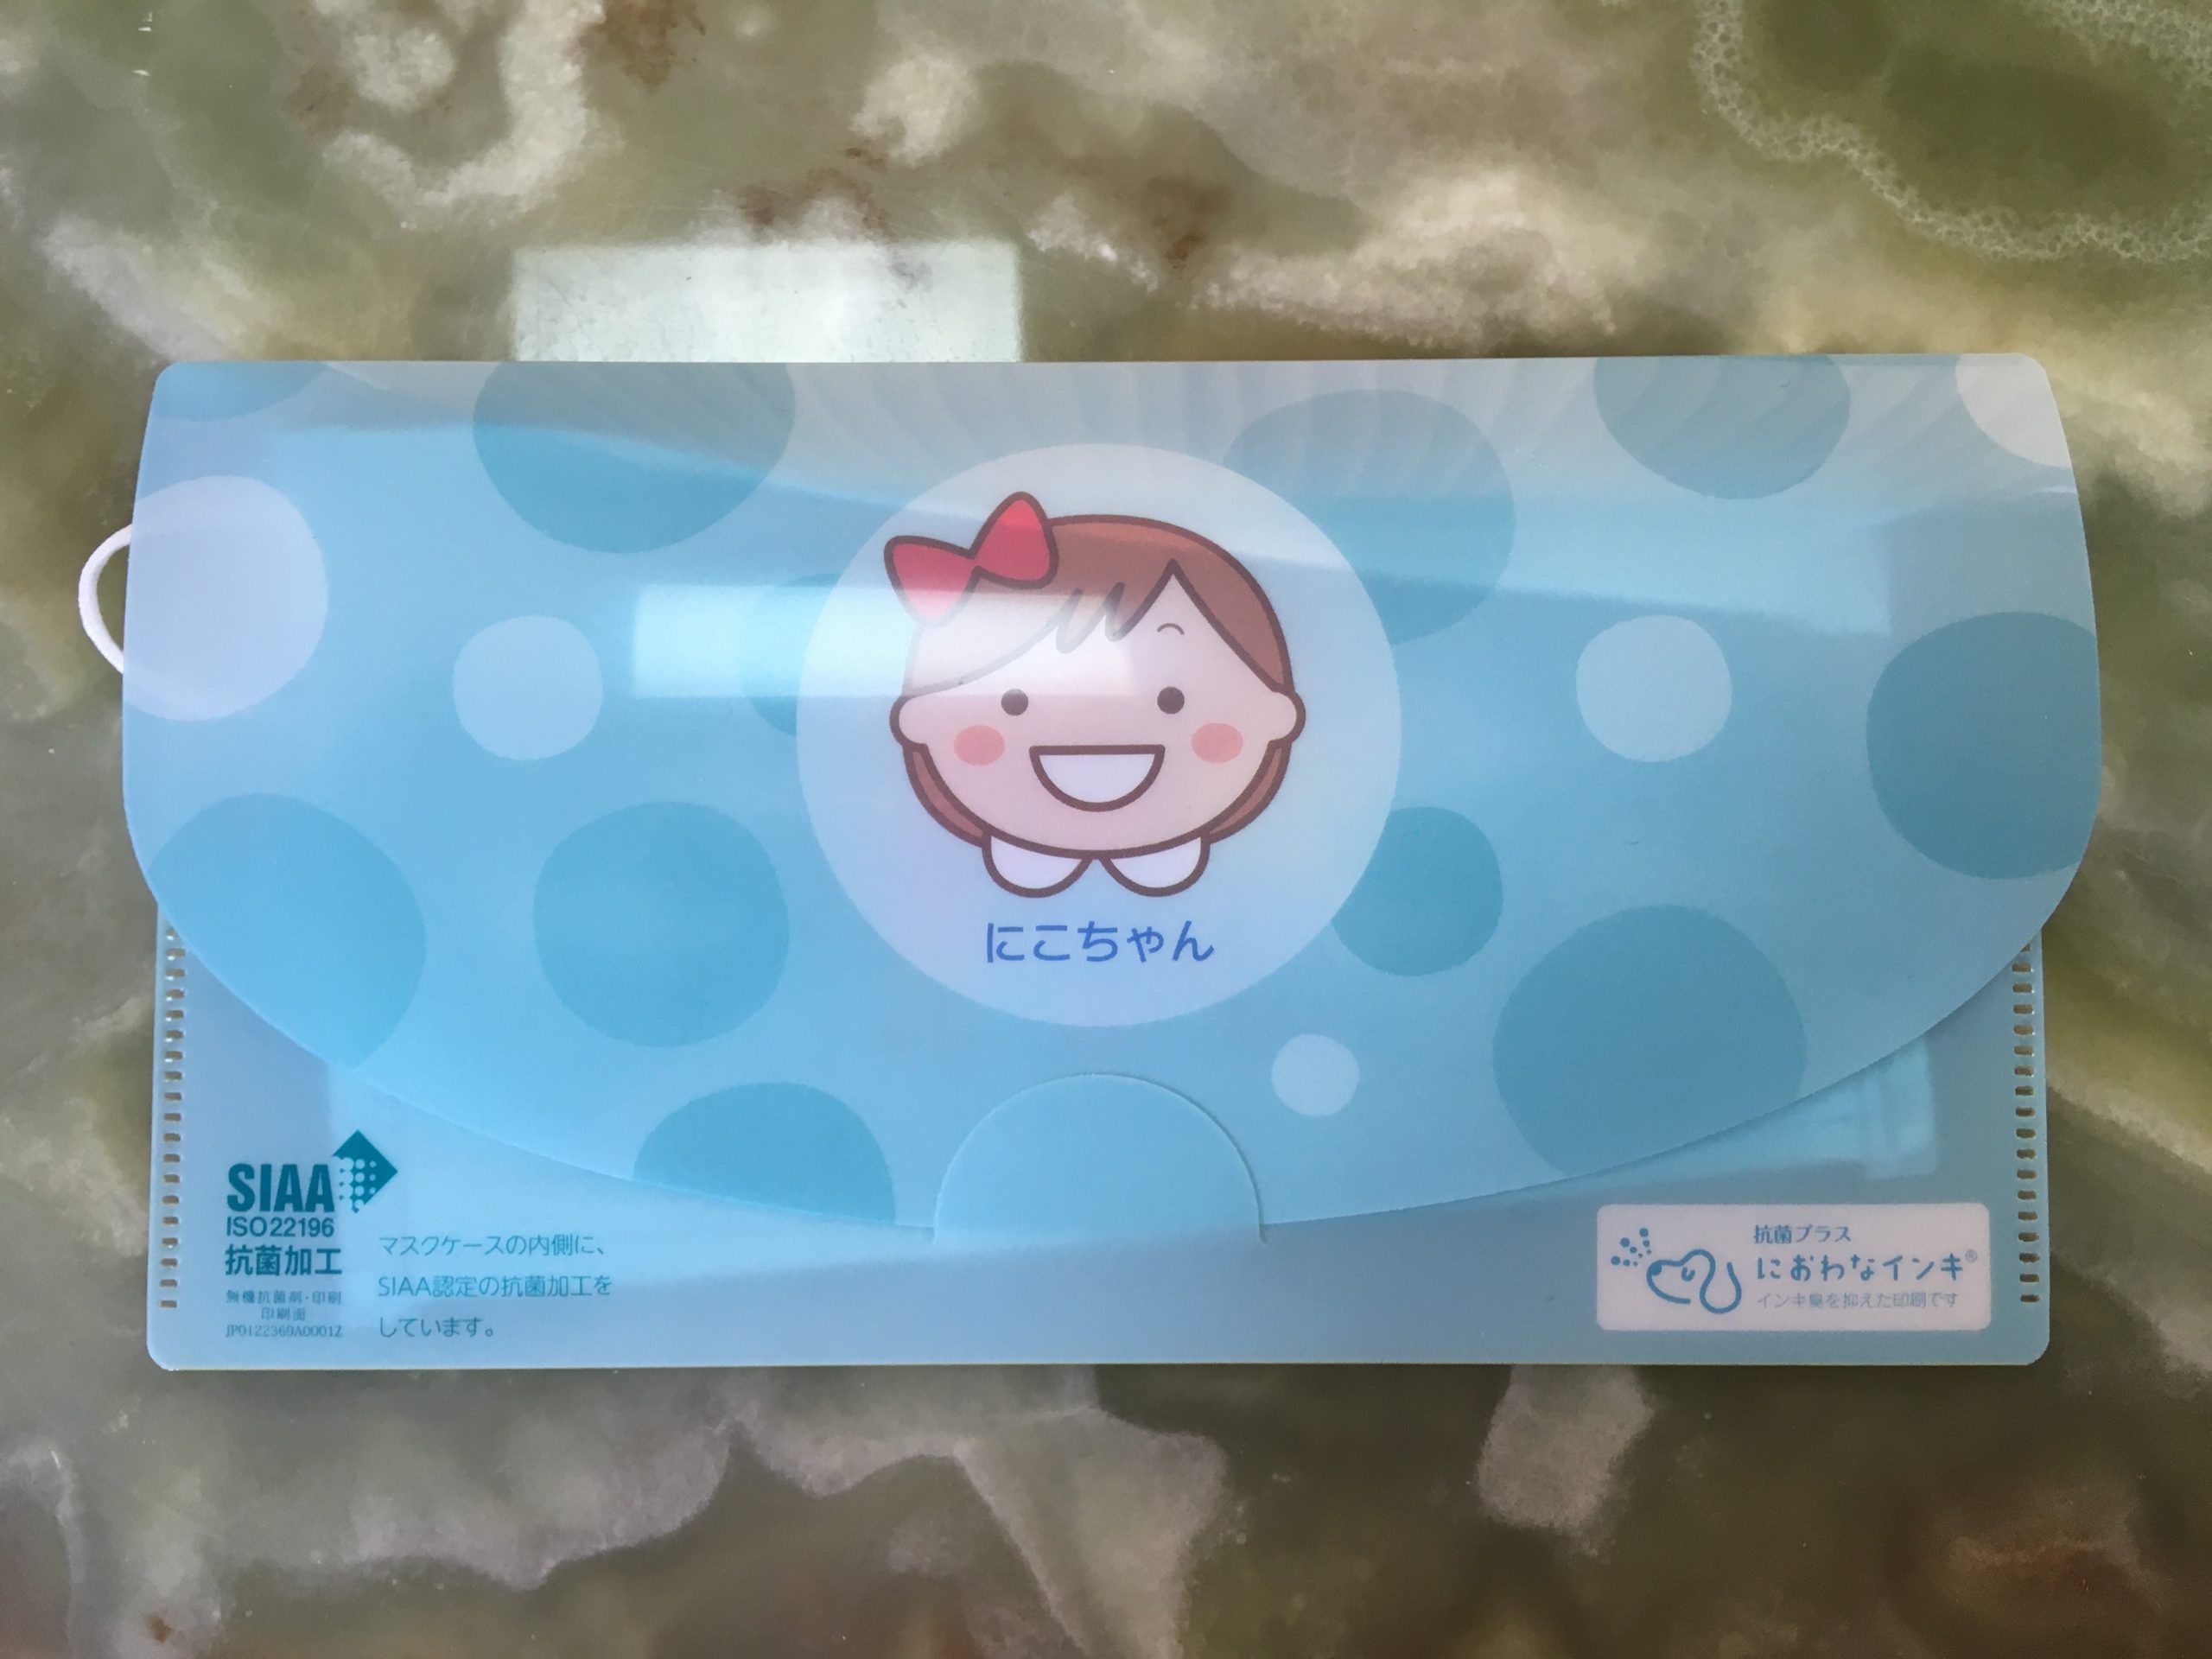 にこちゃん
SIAA
ISO22196
抗菌加工
無機抗菌剤・印刷
印刷面
JP0122369A0001Z
マスクケースの内側に、
SIAA認定の抗菌加工を
しています。
抗菌プラス
におわなインキ®
インキ臭を抑えた印刷です